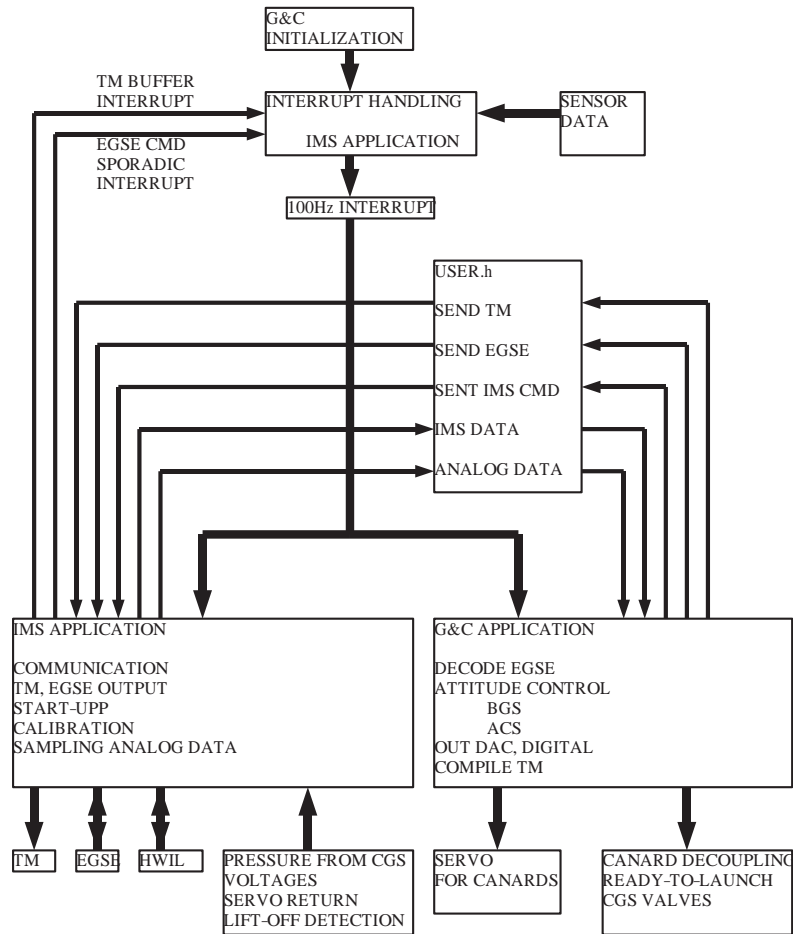 G&C
INITIALIZATION
TM BUFFER
INTERRUPT
INTERRUPT HANDLING
IMS APPLICATION
SENSOR
DATA
EGSE CMD
SPORADIC
INTERRUPT
100Hz INTERRUPT
USER.h
SEND TM
SEND EGSE
SENT IMS CMD
IMS DATA
ANALOG DATA
IMS APPLICATION
COMMUNICATION
TM, EGSE OUTPUT
START-UPP
CALIBRATION
SAMPLING ANALOG DATA
G&C APPLICATION
DECODE EGSE
ATTITUDE CONTROL
BGS
ACS
OUT DAC, DIGITAL
COMPILE TM
TM
EGSE
HWIL
PRESSURE FROM CGS
VOLTAGES
SERVO RETURN
LIFT-OFF DETECTION
SERVO
FOR CANARDS
CANARD DECOUPLING
READY-TO-LAUNCH
CGS VALVES